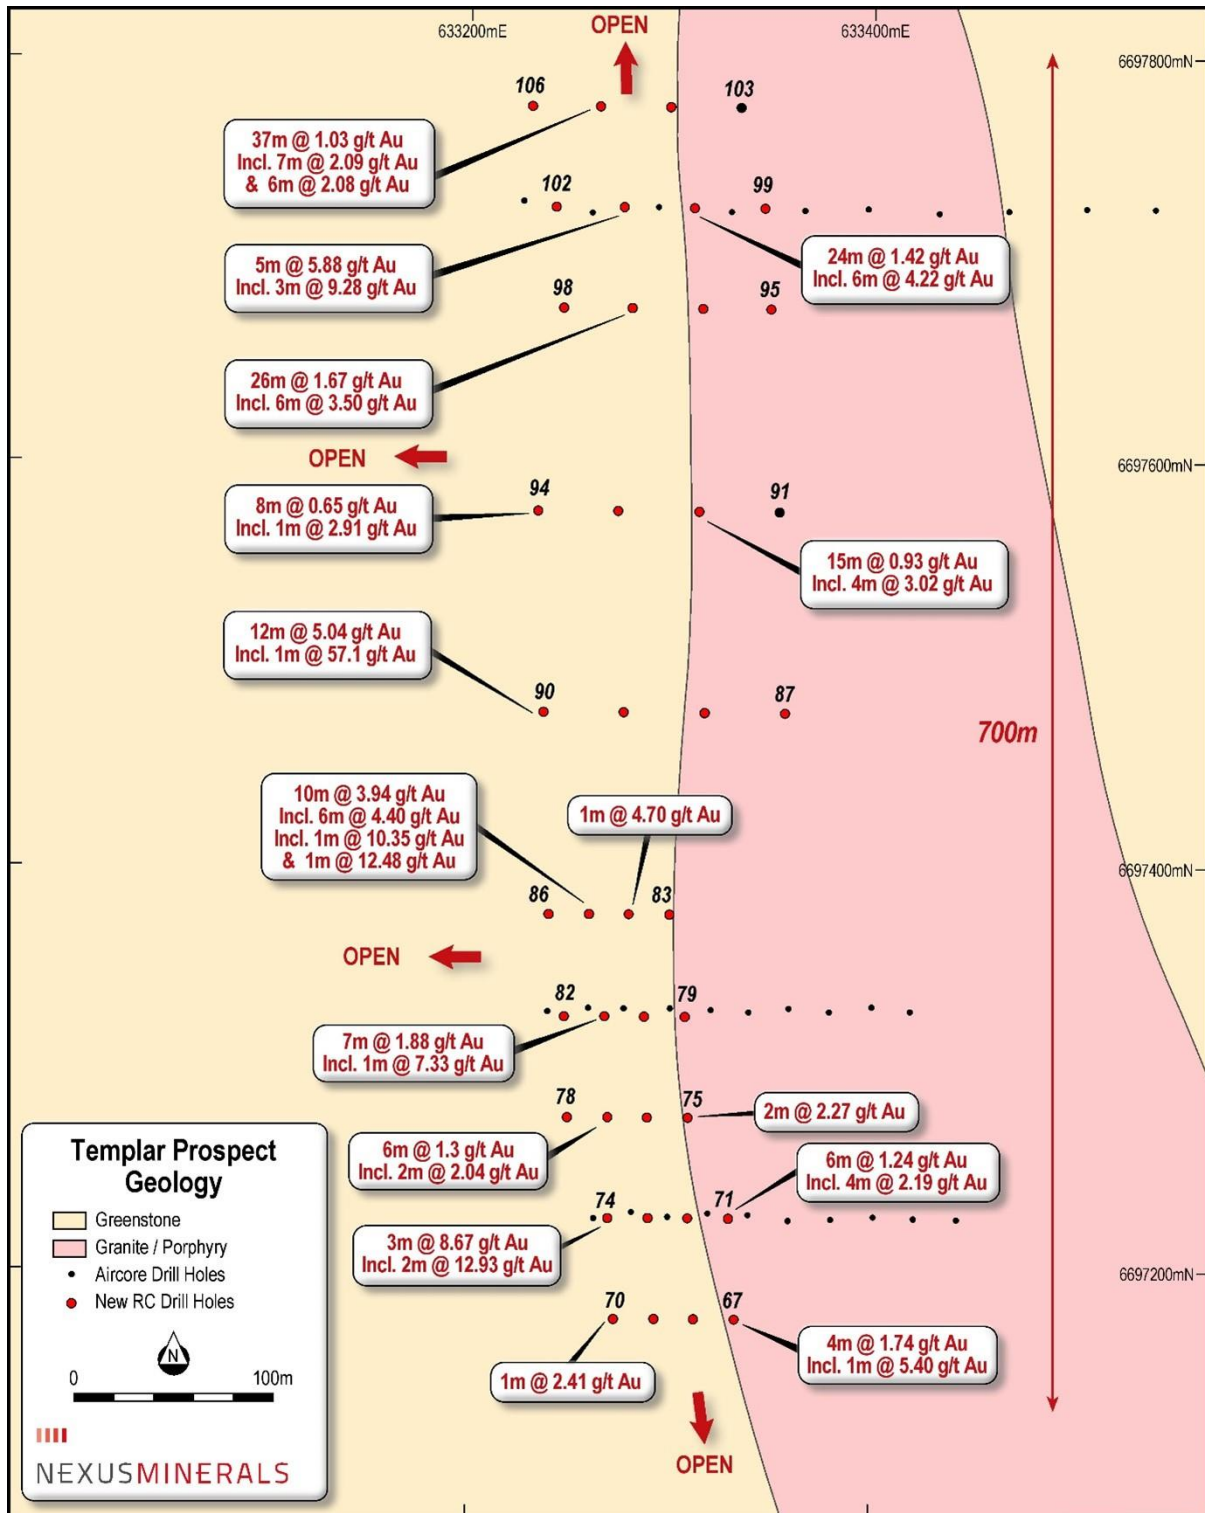 633200mE
OPEN
633400mE
6697800mN
106
103
37m @ 1.03 g/t Au
Incl. 7m @ 2.09 g/t Au
& 6m @ 2.08 g/t Au
102
99
5m @ 5.88 g/t Au
Incl. 3m @ 9.28 g/t Au
24m @ 1.42 g/t Au
Incl. 6m @ 4.22 g/t Au
98
95
26m @ 1.67 g/t Au
Incl. 6m @ 3.50 g/t Au
OPEN
6697600mN
94
91
8m @ 0.65 g/t Au
Incl. 1m @ 2.91 g/t Au
15m @ 0.93 g/t Au
Incl. 4m @ 3.02 g/t Au
12m @ 5.04 g/t Au
Incl. 1m @ 57.1 g/t Au
90
87
700m
10m @ 3.94 g/t Au
Incl. 6m @ 4.40 g/t Au
Incl. 1m @ 10.35 g/t Au
& 1m @ 12.48 g/t Au
1m @ 4.70 g/t Au
6697400mN
86
83
OPEN
82
79
7m @ 1.88 g/t Au
Incl. 1m @ 7.33 g/t Au
78
75
2m @ 2.27 g/t Au
6m @ 1.3 g/t Au
Incl. 2m @ 2.04 g/t Au
6m @ 1.24 g/t Au
Incl. 4m @ 2.19 g/t Au
74
71
3m @ 8.67 g/t Au
Incl. 2m @ 12.93 g/t Au
6697200mN
70
67
4m @ 1.74 g/t Au
Incl. 1m @ 5.40 g/t Au
1m @ 2.41 g/t Au
OPEN
Templar Prospect
Geology
Greenstone
Granite / Porphyry
Aircore Drill Holes
New RC Drill Holes
N
0
100m
NEXUSMINERALS